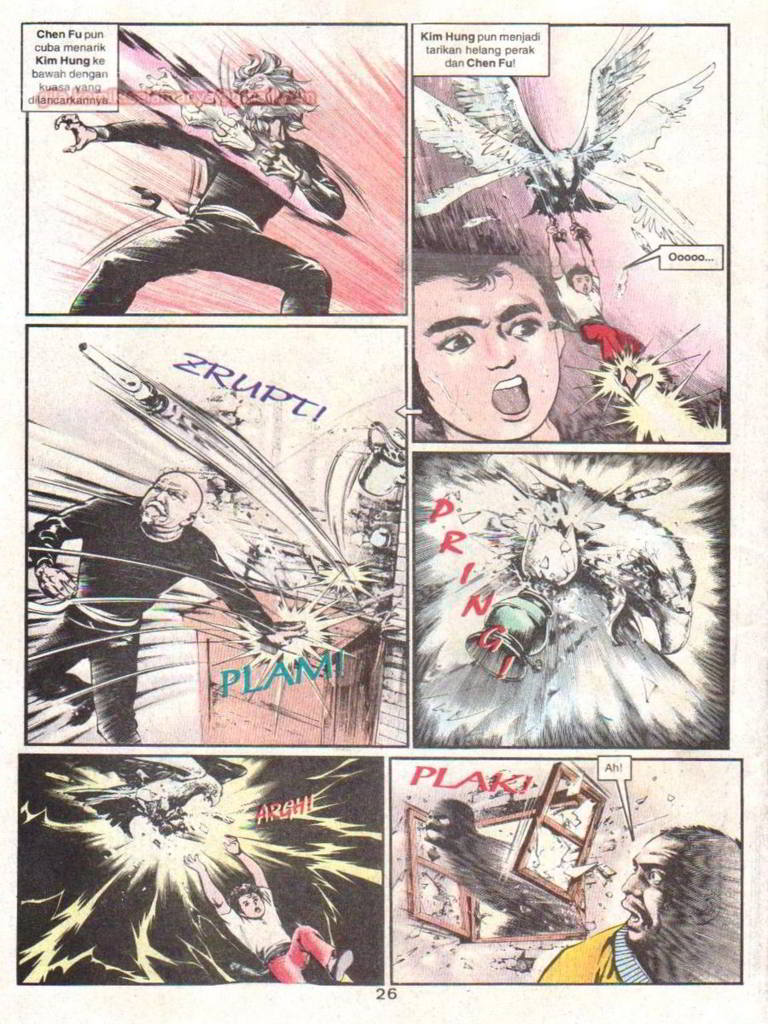 Chen Fu pun
cuba menarik
Kim Hung ke
bawah dengan
kuasa yang
dilancarkannya.
Kim Hung pun menjadi
tarikan helang perak
dan Chen Fu!
Ooooo...
ZRUPT!
PLAM!
PRING!
ARGH!
PLAK!
Ah!
26